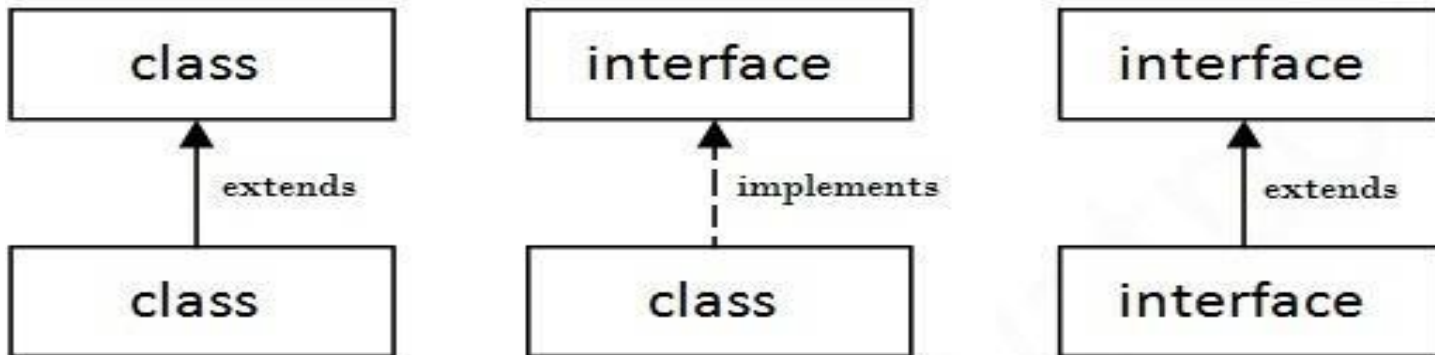 class interface interface
extends implements extends
class class interface